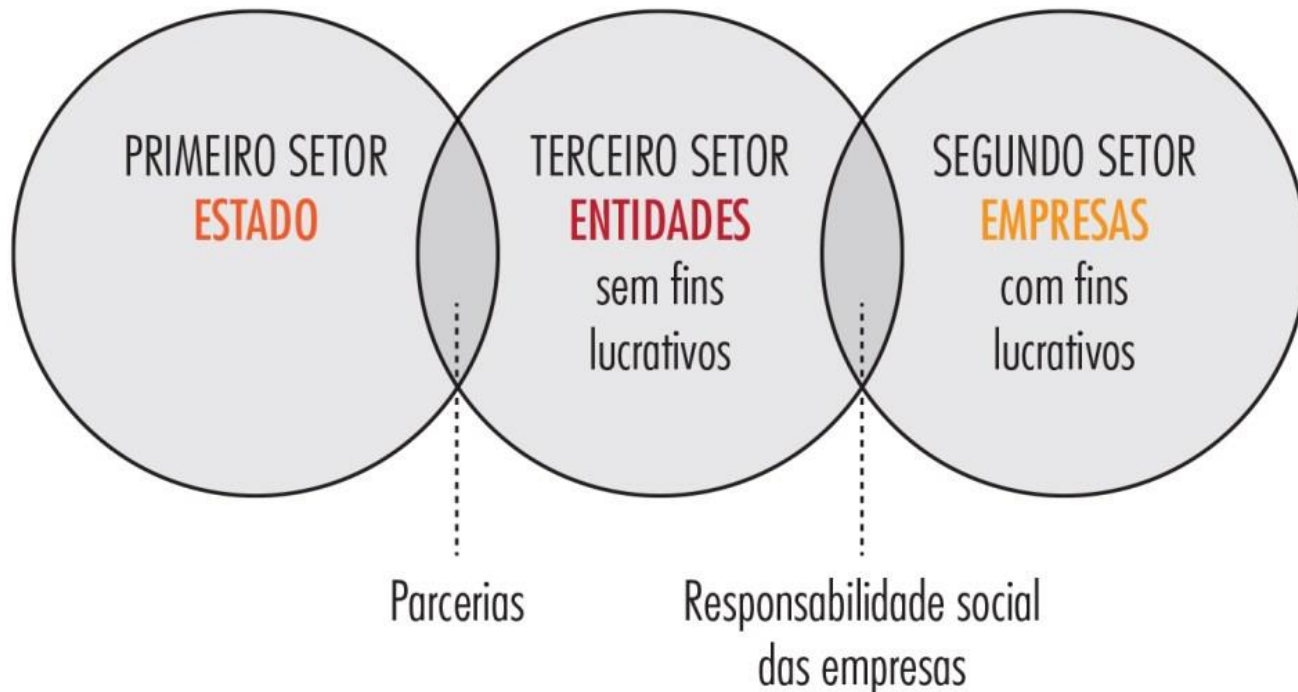 PRIMEIRO SETOR
ESTADO
TERCEIRO SETOR
ENTIDADES
sem fins
lucrativos
SEGUNDO SETOR
EMPRESAS
com fins
lucrativos
Parcerias
Responsabilidade social
das empresas